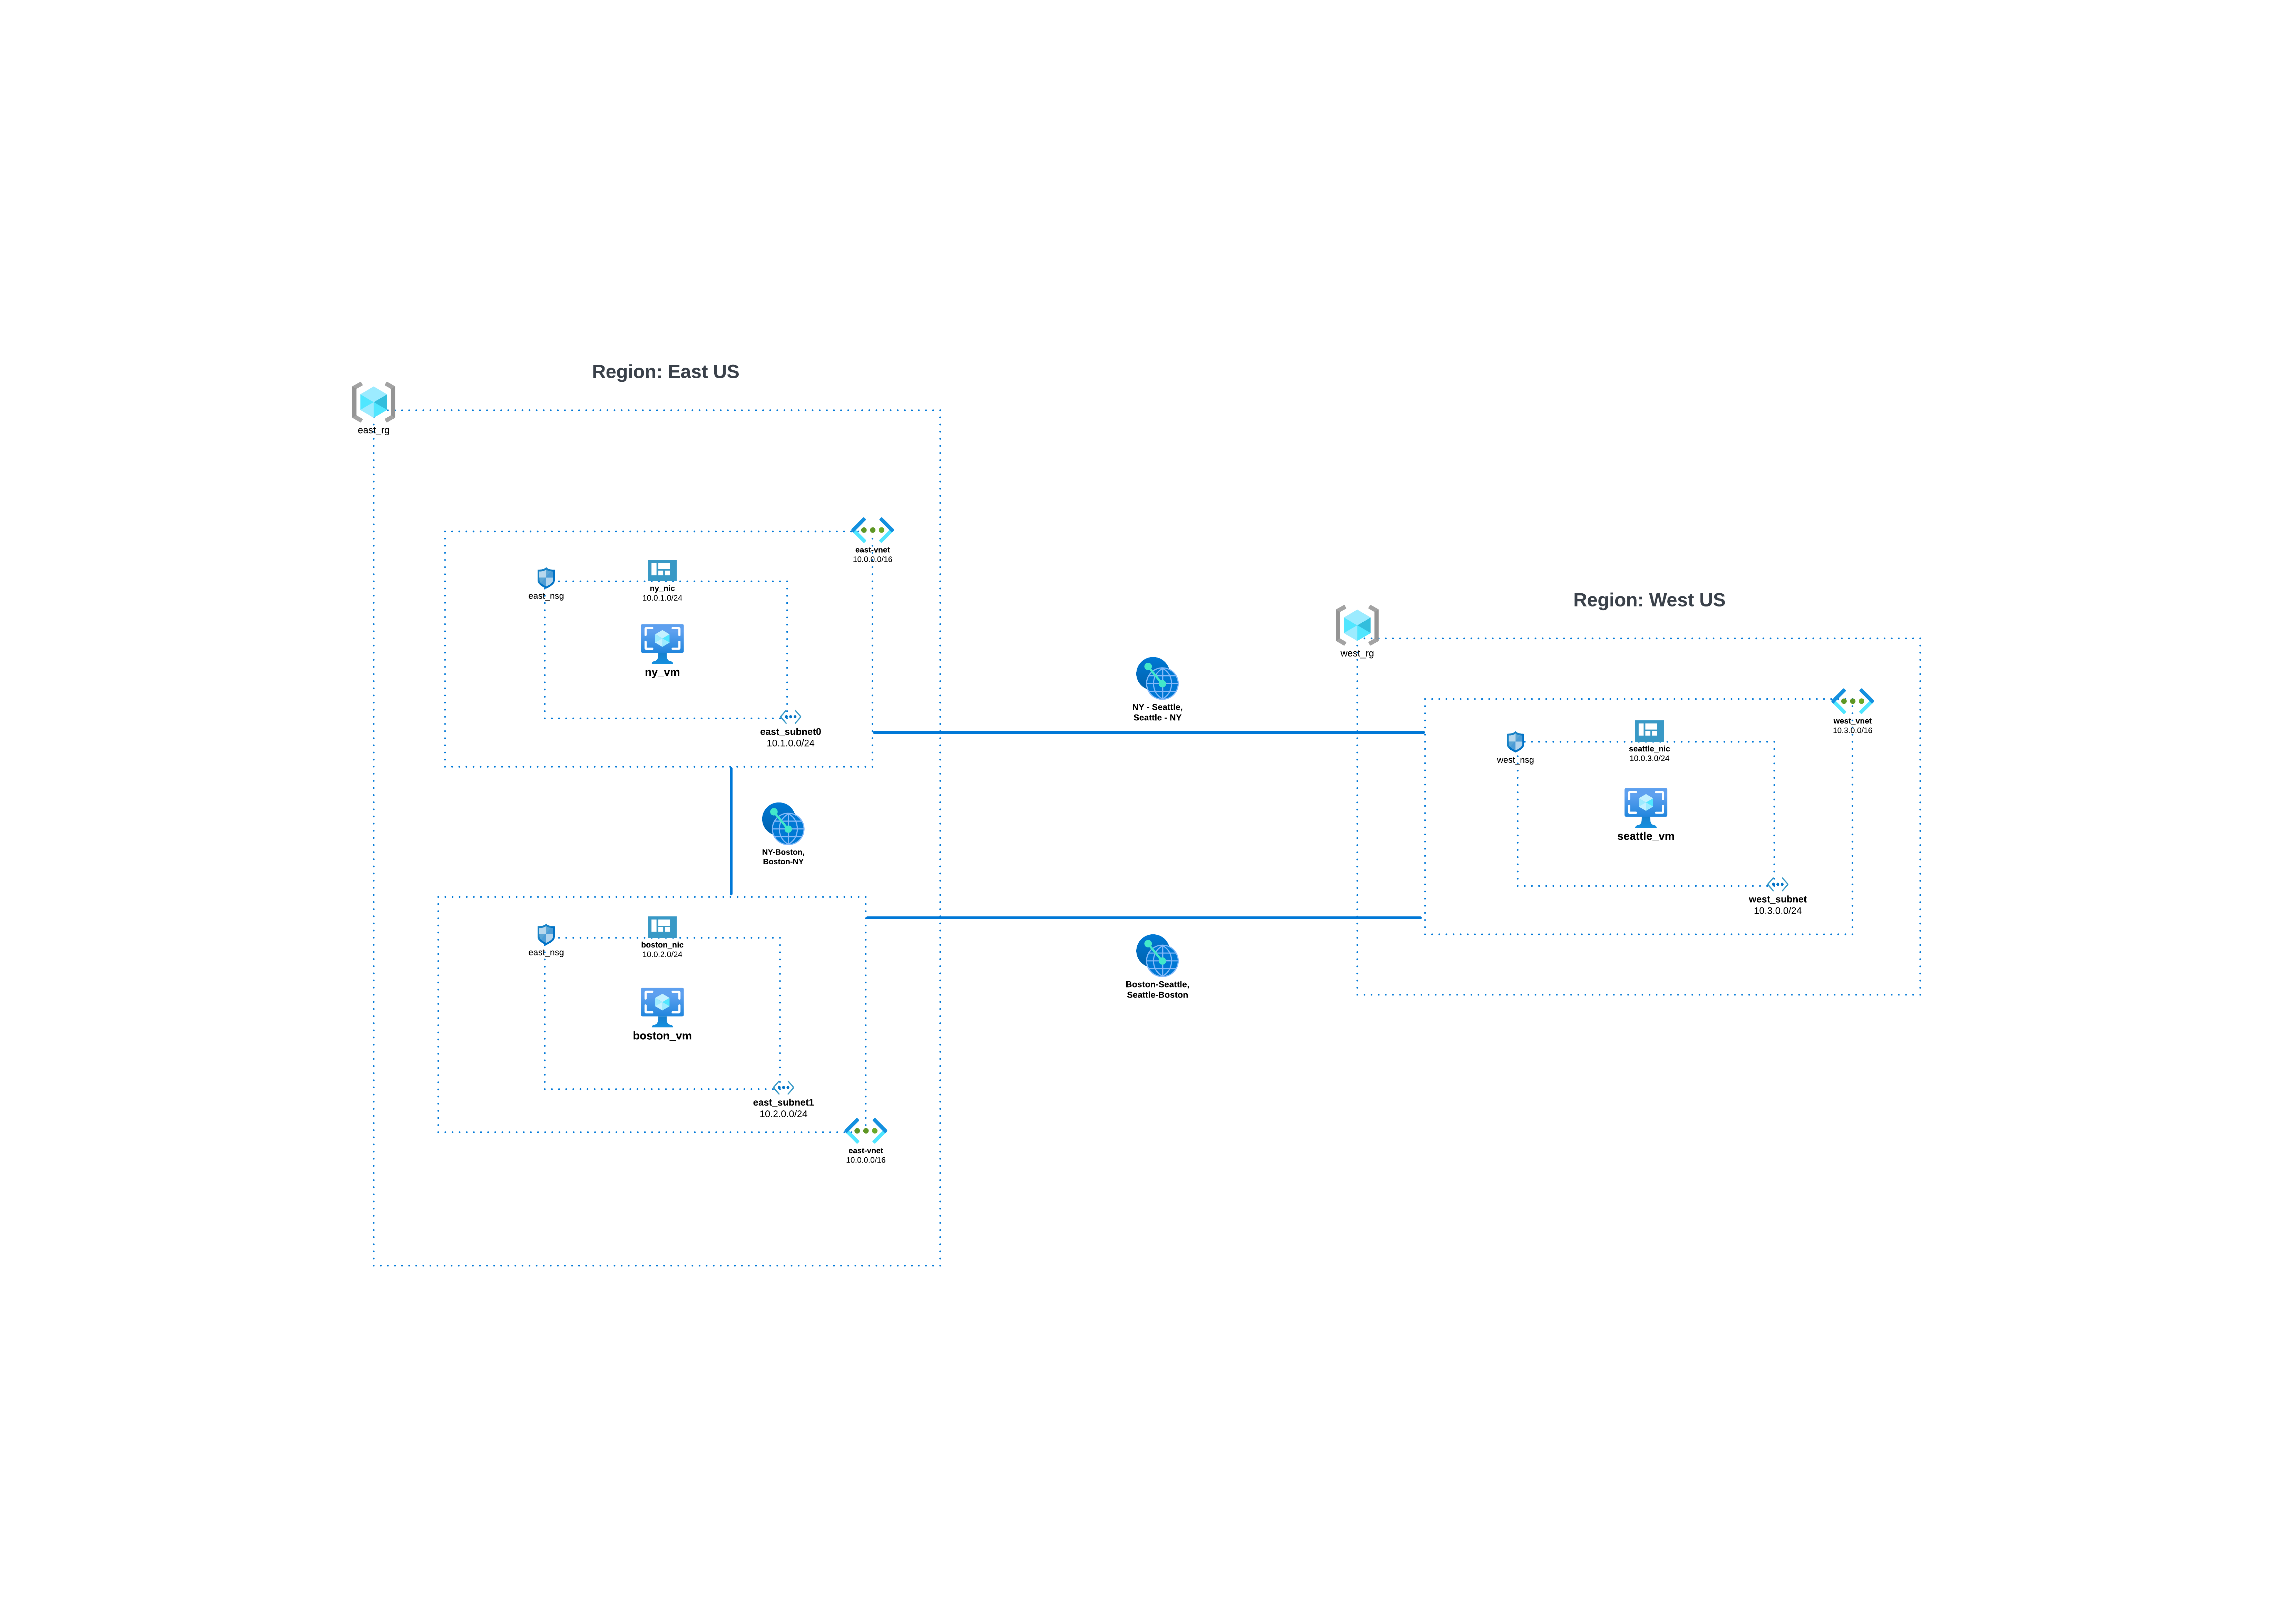 Region: East US
east_rg
east-vnet
10.0.0.0/16
east_nsg
ny_nic
10.0.1.0/24
ny_vm
east_subnet0
10.1.0.0/24
NY-Boston,
Boston-NY
east_nsg
boston_nic
10.0.2.0/24
boston_vm
east_subnet1
10.2.0.0/24
east-vnet
10.0.0.0/16
NY - Seattle,
Seattle - NY
Boston-Seattle,
Seattle-Boston
Region: West US
west_rg
west_vnet
10.3.0.0/16
west_nsg
seattle_nic
10.0.3.0/24
seattle_vm
west_subnet
10.3.0.0/24